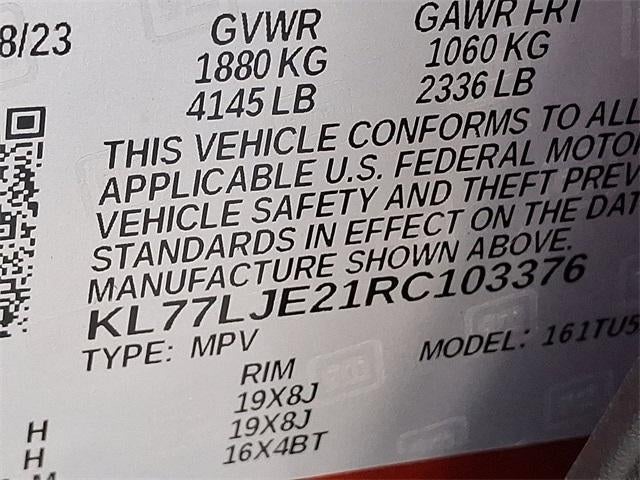 8/23 GVWR GAWR FRT
1880 KG 1060 KG
4145 LB 2336 LB
THIS VEHICLE CONFORMS TO ALL
APPLICABLE U.S. FEDERAL MOTO
VEHICLE SAFETY AND THEFT PREV
STANDARDS IN EFFECT ON THE DAT
MANUFACTURE SHOWN ABOVE.
KL77LJE21RC103376
TYPE: MPV MODEL: 161TU5
RIM
19X8J
H 19X8J
H 16X4BT
M